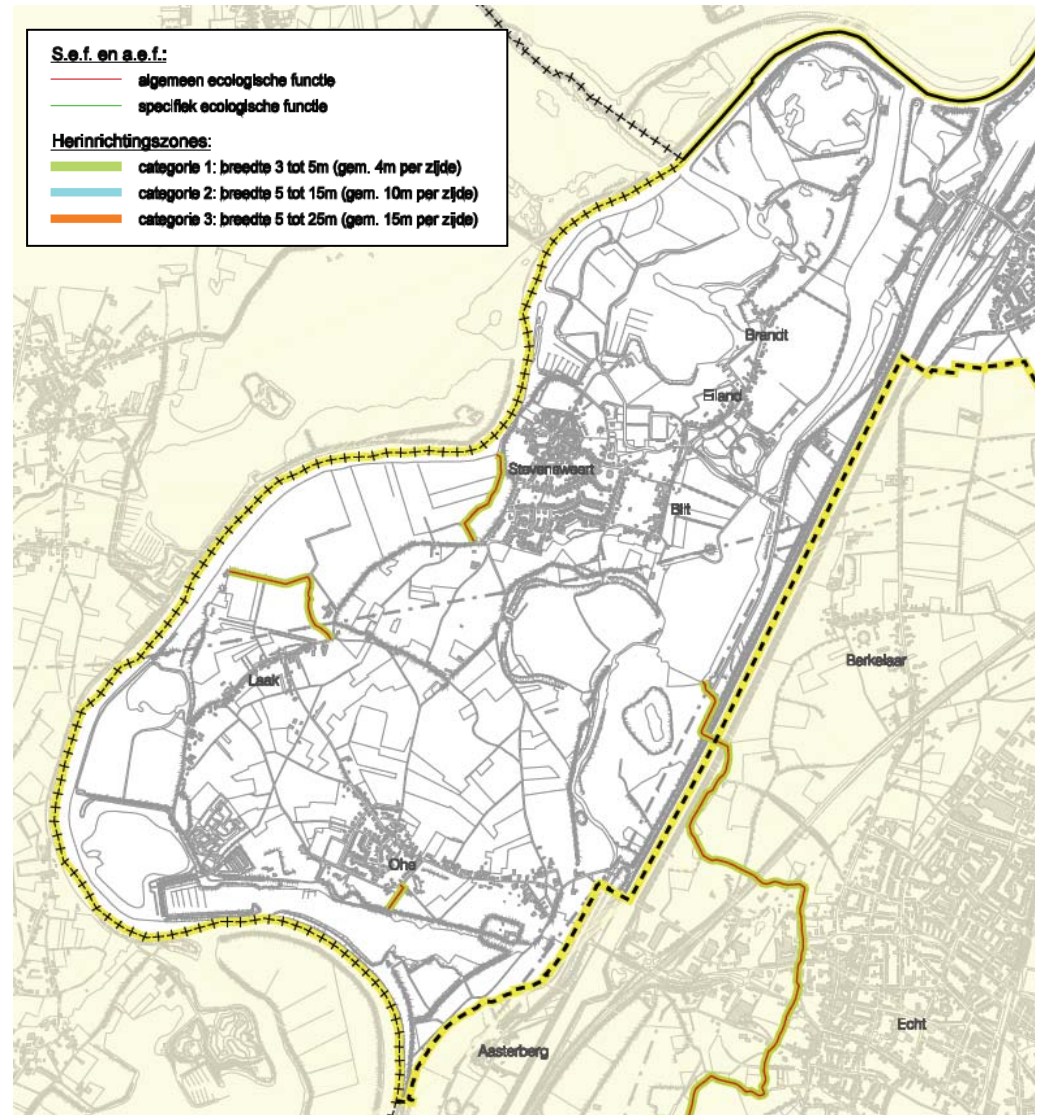 S.e.f. en a.e.f.:
algemeen ecologische functie
specifiek ecologische functie
Herinrichtingszones:
categorie 1: breedte 3 tot 5m (gem. 4m per zijde)
categorie 2: breedte 5 tot 15m (gem. 10m per zijde)
categorie 3: breedte 5 tot 25m (gem. 15m per zijde)
Brandt
Eiland
Stevensweert
Bilt
Berkelaar
Laak
Ohe
Echt
Aasterberg